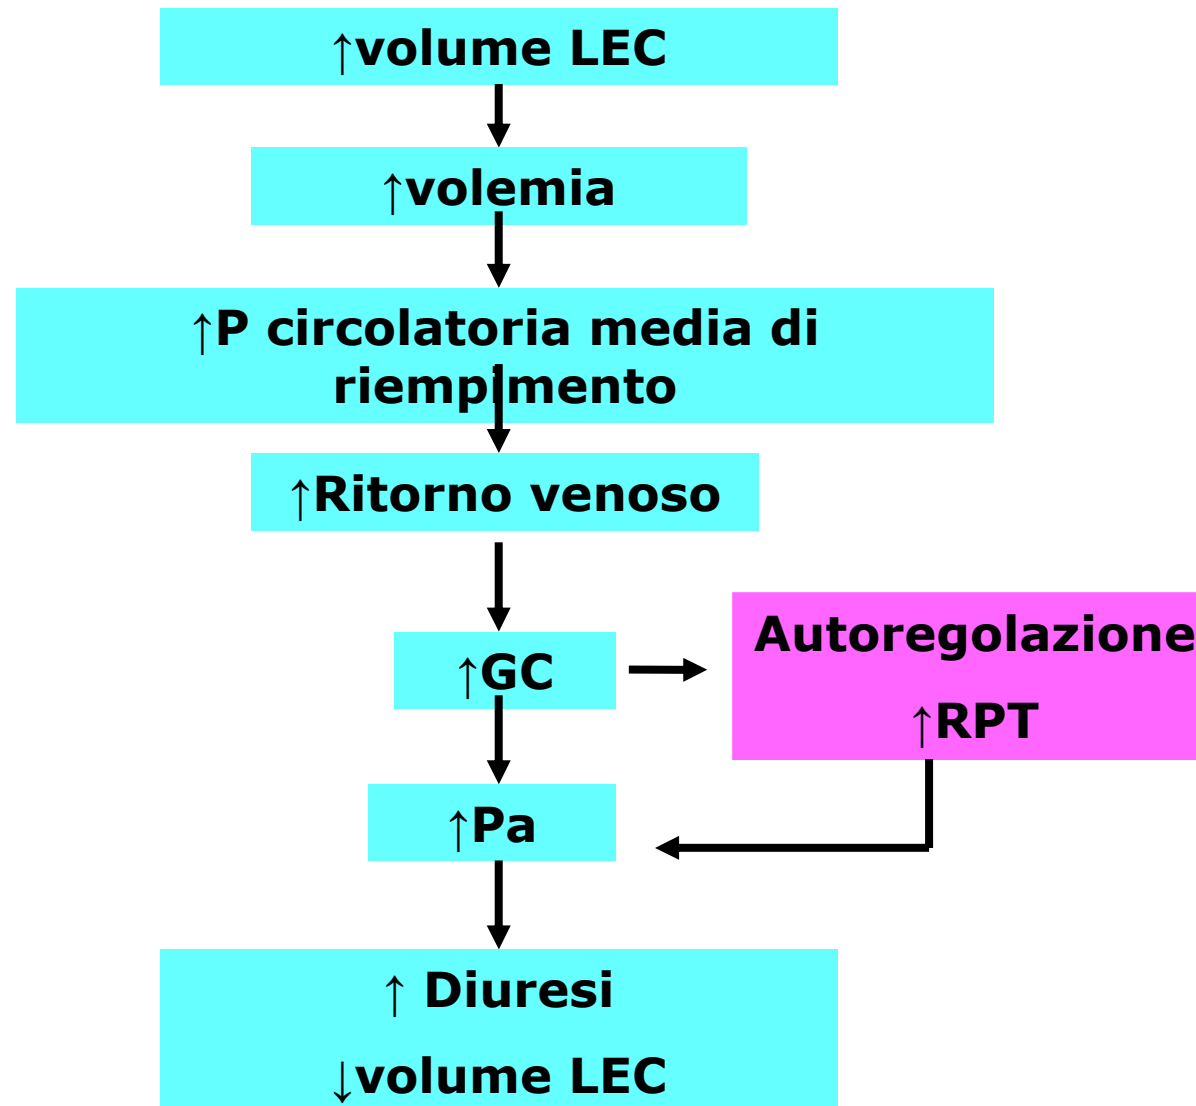 ↑volume LEC
↑volemia
↑P circolatoria media di
riempimento
↑Ritorno venoso
↑GC
Autoregolazione
↑RPT
↑Pa
↑ Diuresi
↓volume LEC